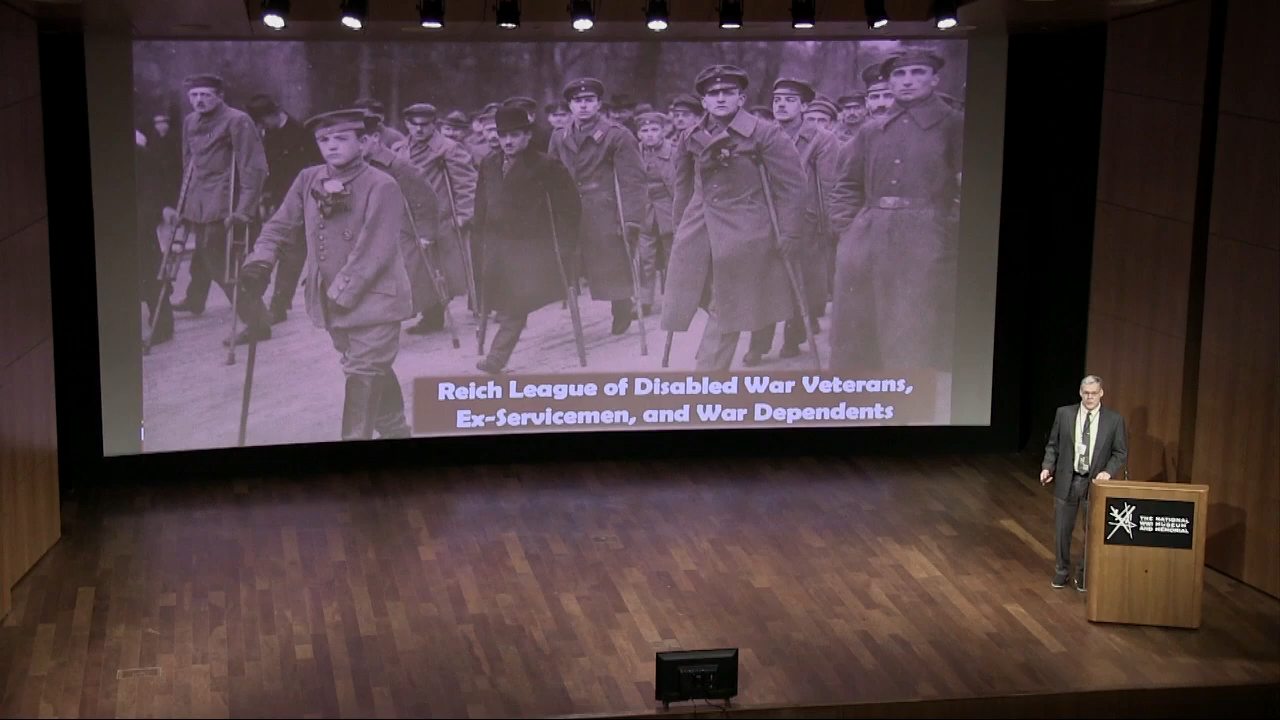 Reich League of Disabled War Veterans,
Ex-Servicemen, and War Dependents
THE NATIONAL
WWI MUSEUM
AND MEMORIAL